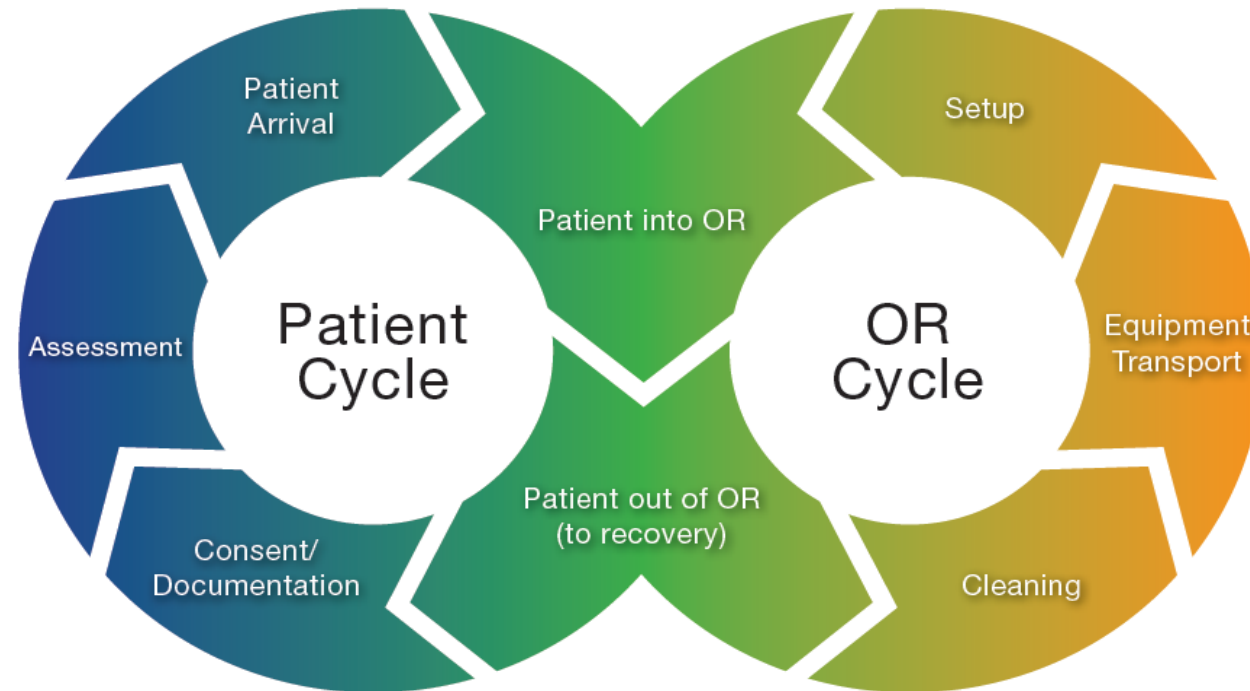 Patient
Arrival
Setup
Patient into OR
Assessment
Patient
Cycle
OR
Cycle
Equipment
Transport
Patient out of OR
(to recovery)
Consent/
Documentation
Cleaning